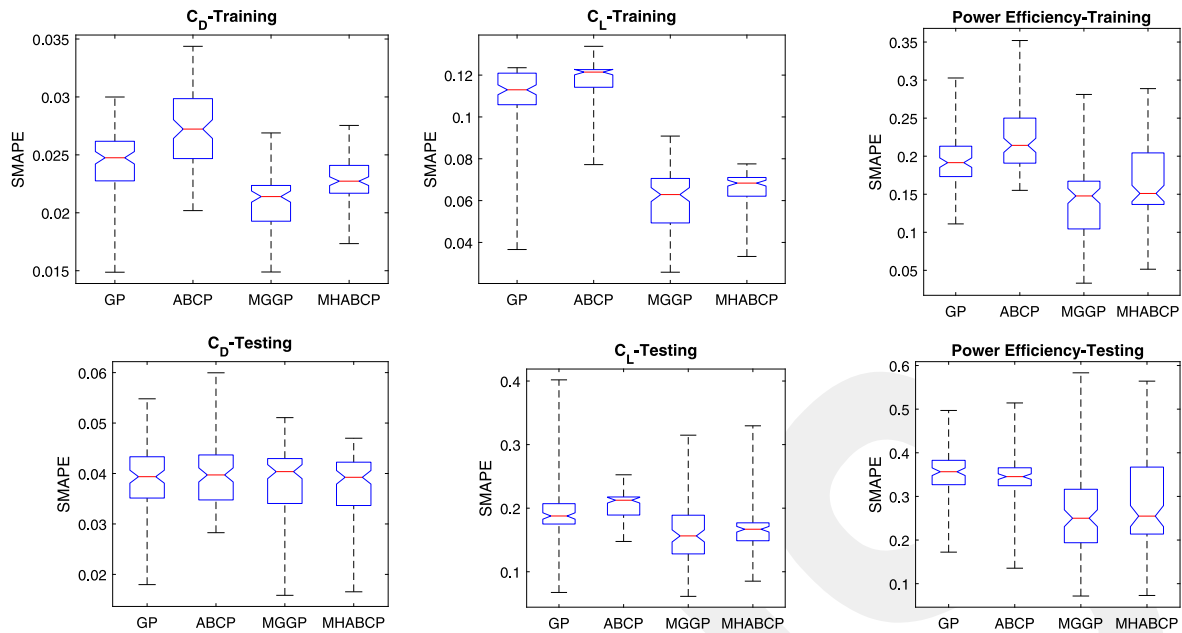 C_D-Training
SMAPE
0.035
0.03
0.025
0.02
0.015
GP ABCP MGGP MHABCP
C_L-Training
SMAPE
0.12
0.1
0.08
0.06
0.04
GP ABCP MGGP MHABCP
Power Efficiency-Training
SMAPE
0.35
0.3
0.25
0.2
0.15
0.1
0.05
GP ABCP MGGP MHABCP
C_D-Testing
SMAPE
0.06
0.05
0.04
0.03
0.02
GP ABCP MGGP MHABCP
C_L-Testing
SMAPE
0.4
0.3
0.2
0.1
GP ABCP MGGP MHABCP
Power Efficiency-Testing
SMAPE
0.6
0.5
0.4
0.3
0.2
0.1
GP ABCP MGGP MHABCP